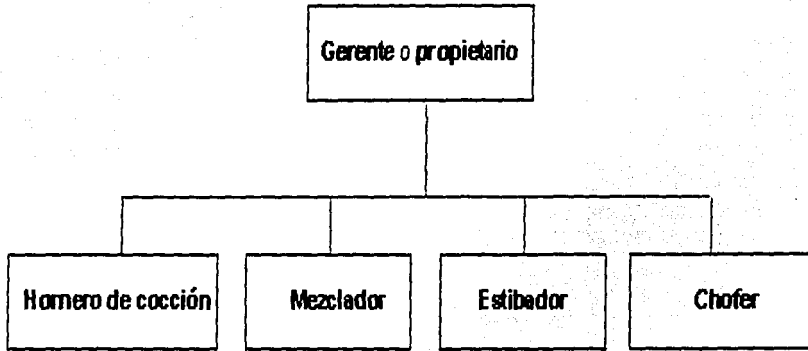 Gerente o propietario
Hornero de cocción
Mezclador
Estibador
Chofer